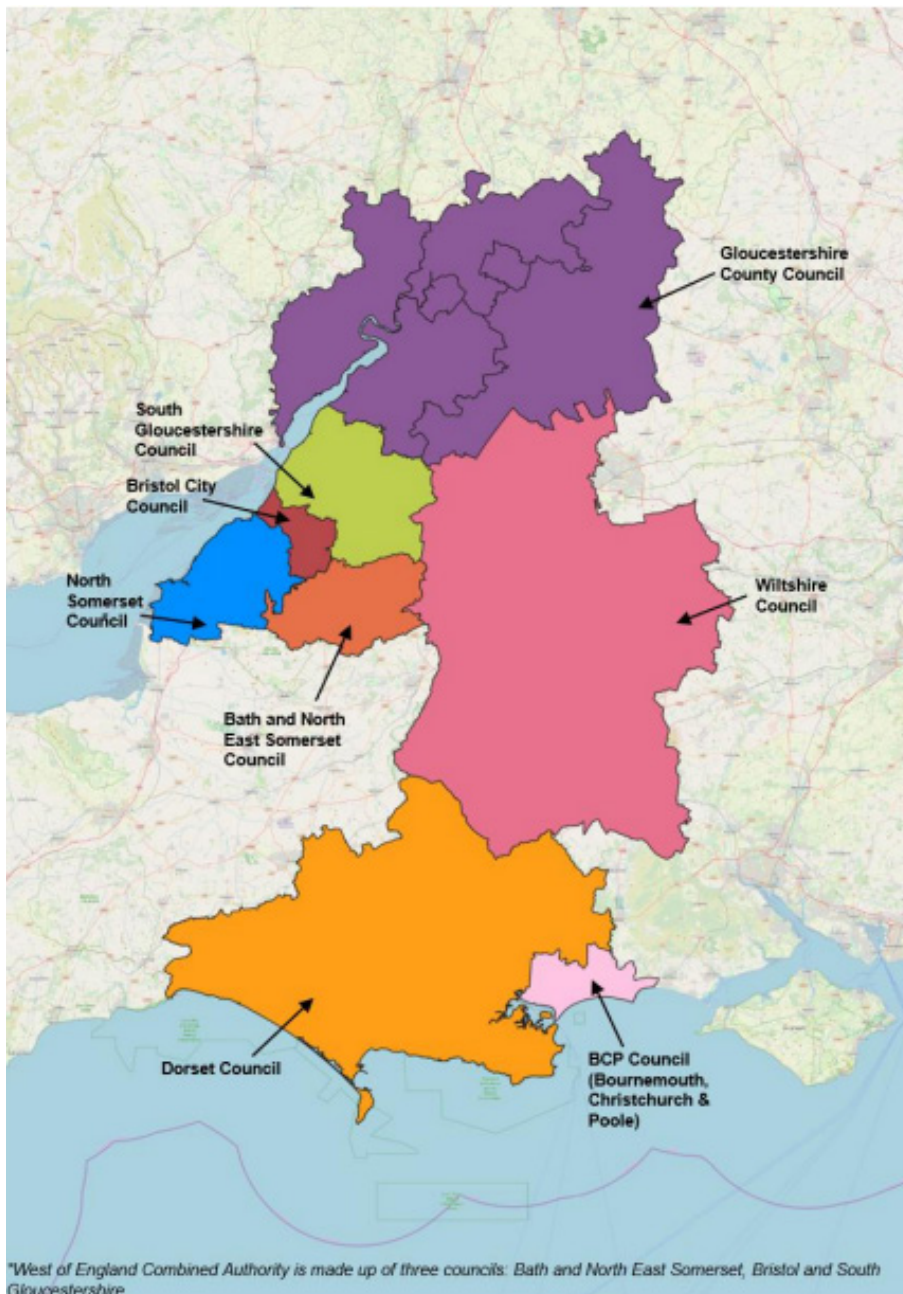 Gloucestershire
County Council
South
Gloucestershire
Council
Bristol City
Council
North
Somerset
Council
Wiltshire
Council
Bath and North
East Somerset
Council
Dorset Council
BCP Council
(Bournemouth,
Christchurch &
Poole)
*West of England Combined Authority is made up of three councils: Bath and North East Somerset, Bristol and South
Gloucestershire